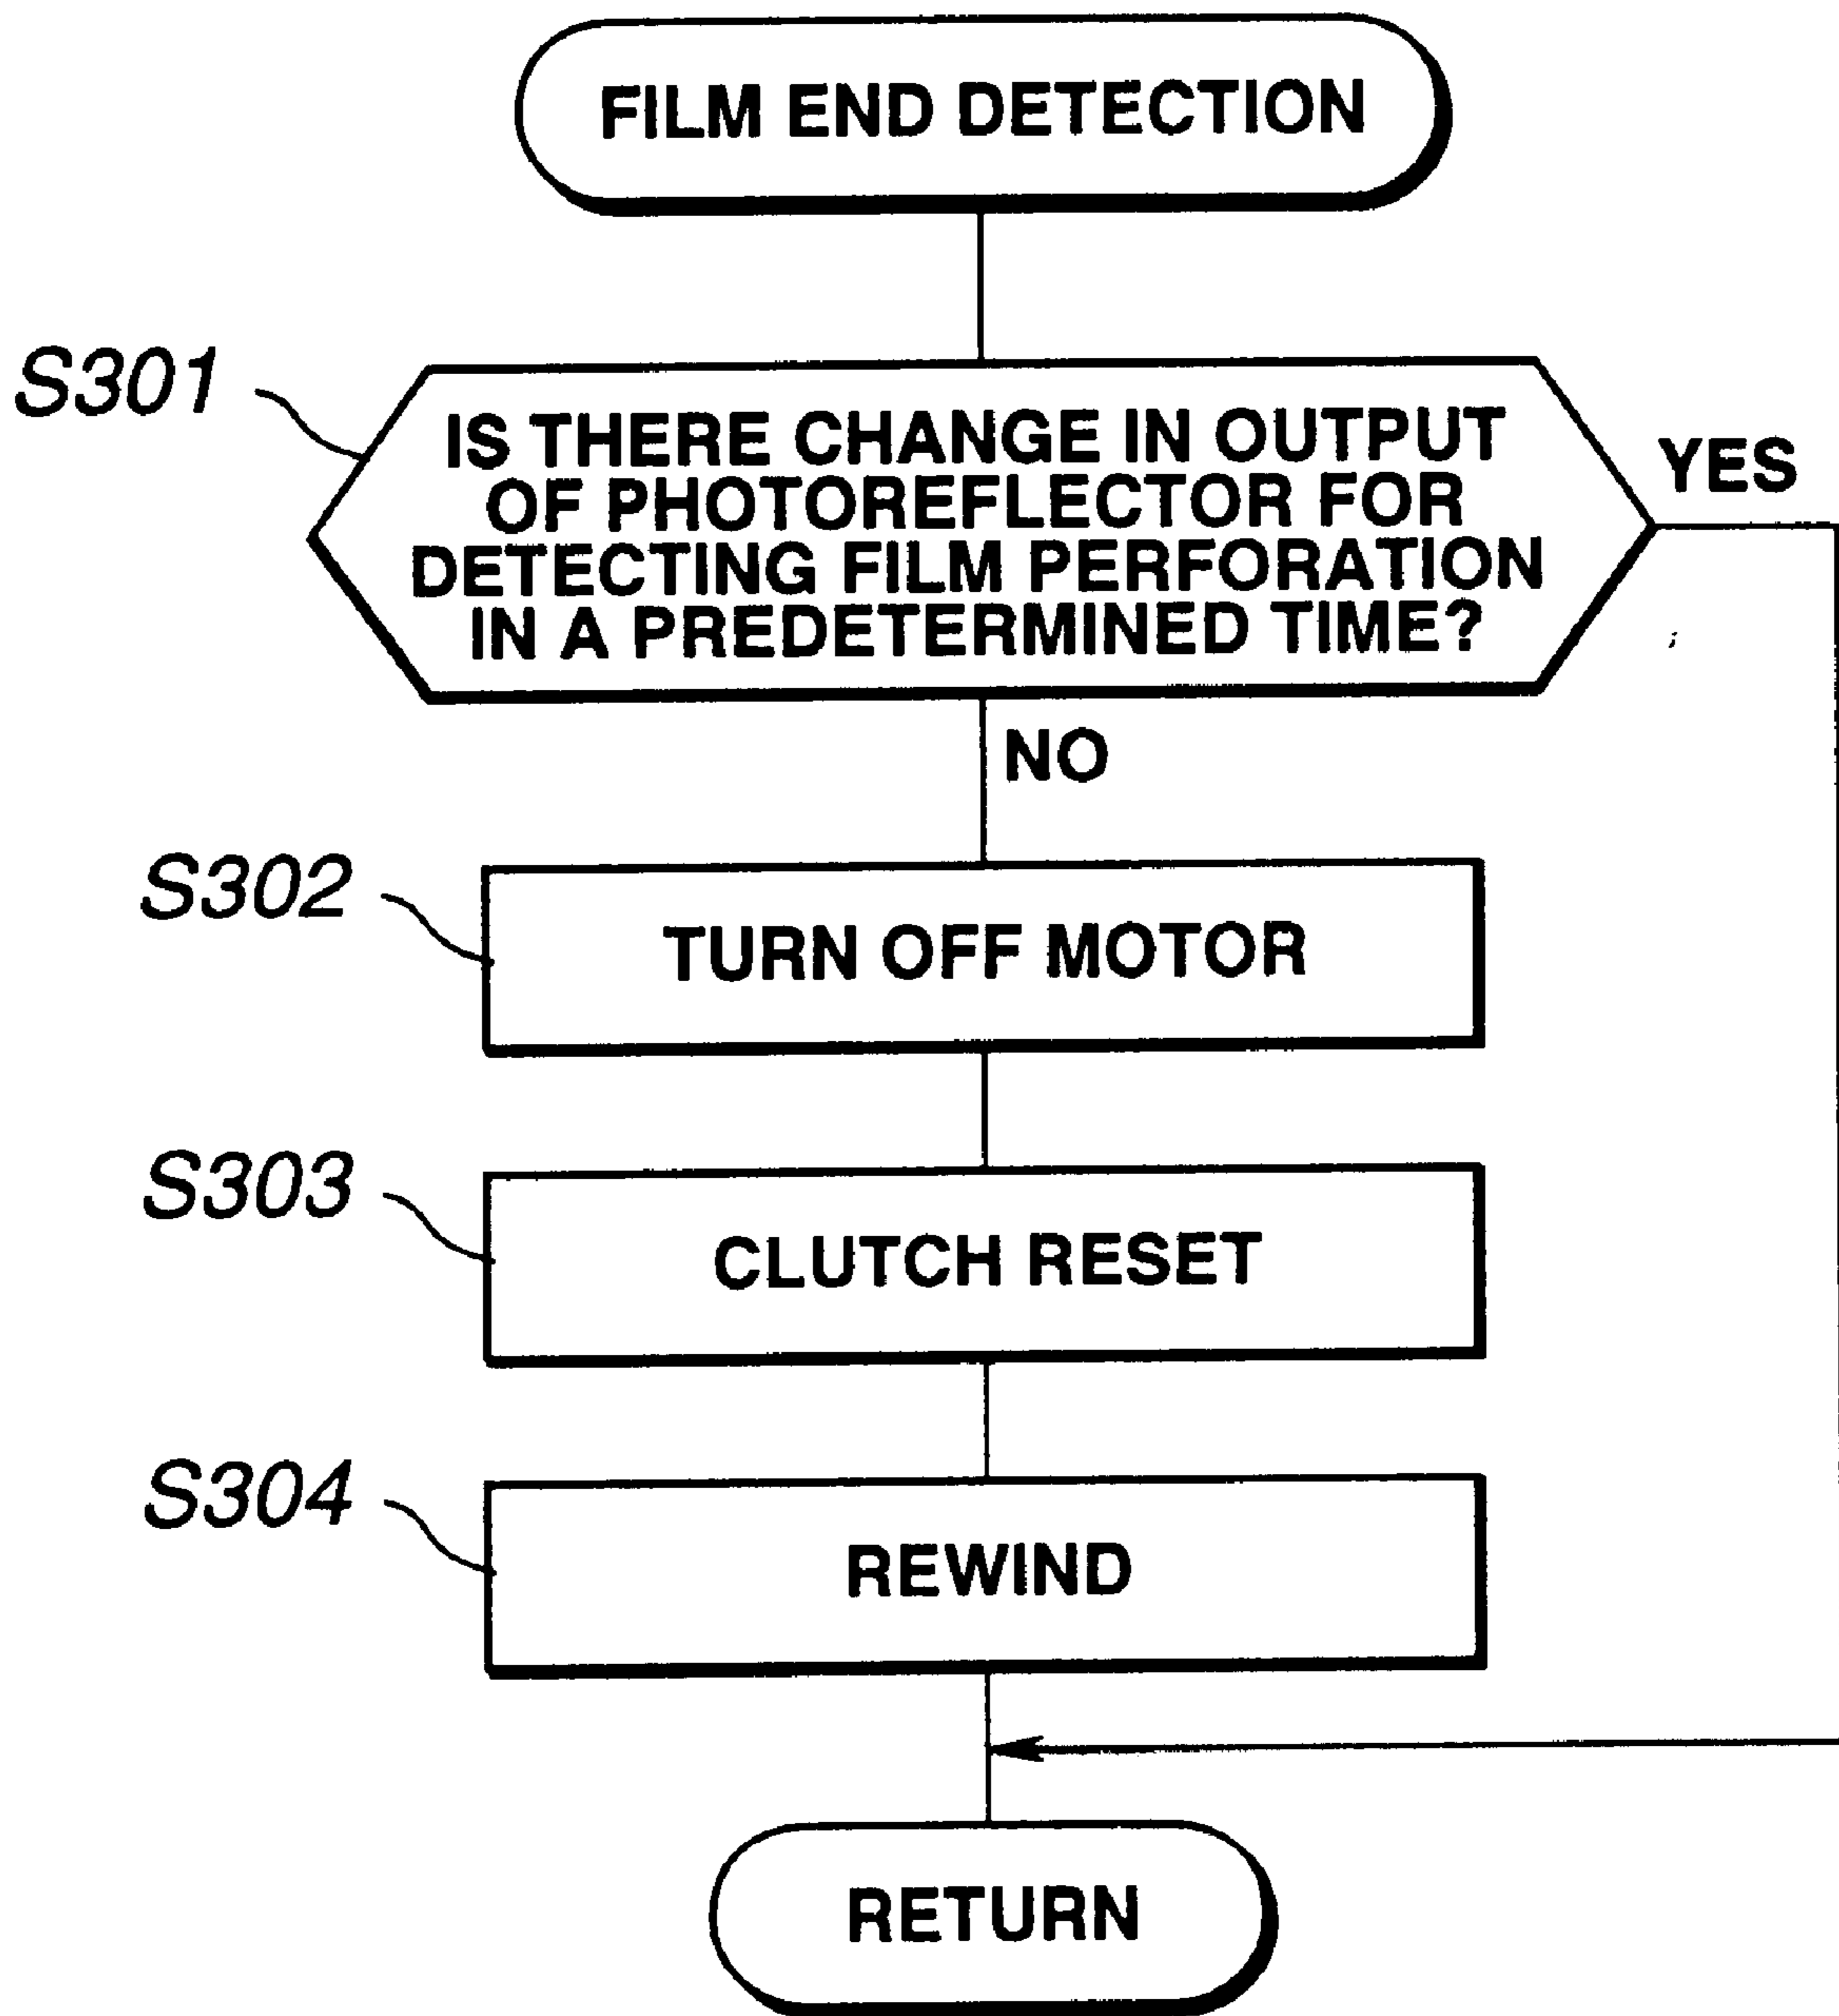 FILM END DETECTION
S301
IS THERE CHANGE IN OUTPUT
OF PHOTOREFLECTOR FOR
DETECTING FILM PERFORATION
IN A PREDETERMINED TIME?
YES
NO
S302
TURN OFF MOTOR
S303
CLUTCH RESET
S304
REWIND
RETURN